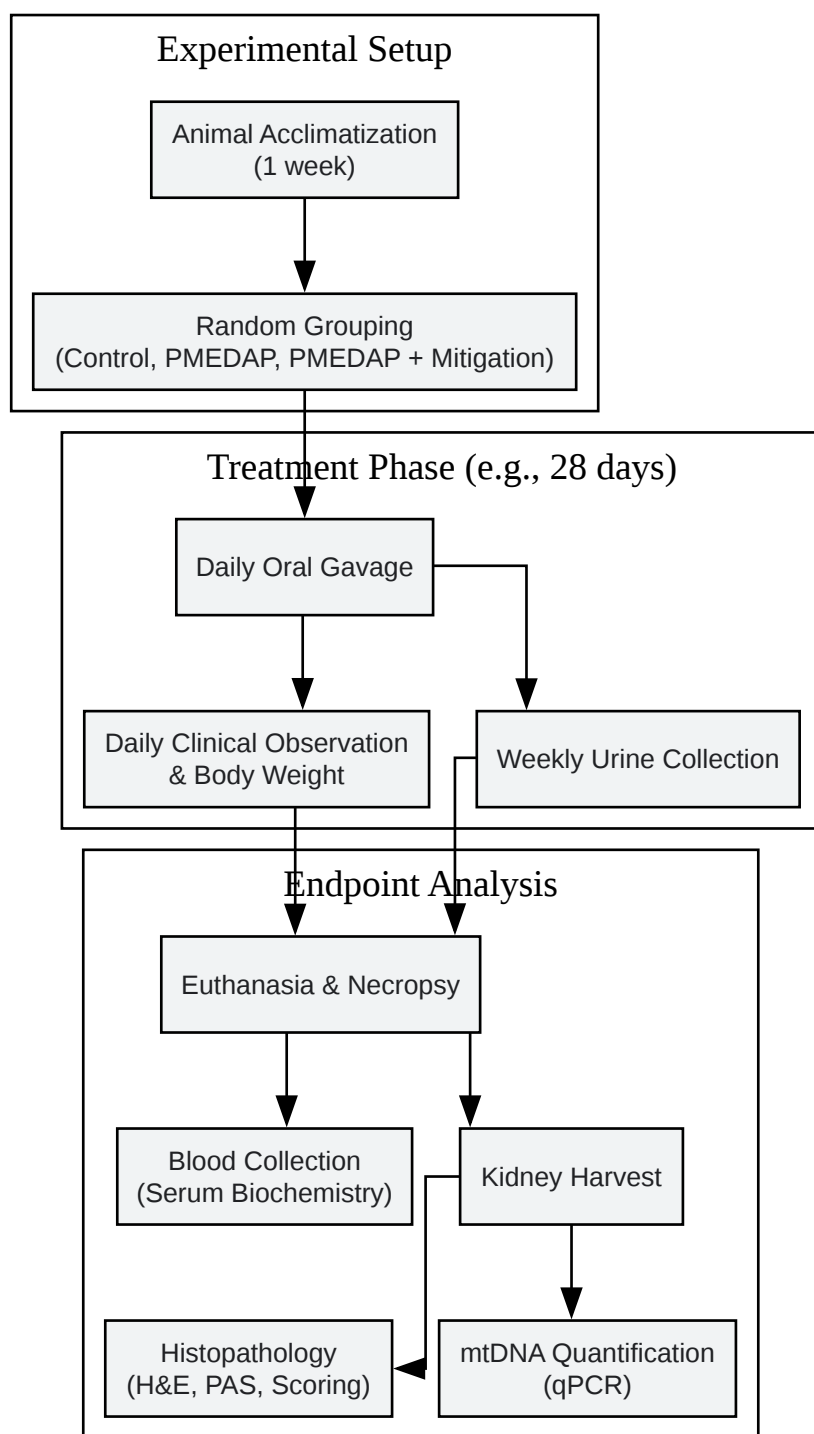 Experimental Setup
Animal Acclimatization
(1 week)
Random Grouping
(Control, PMEDAP, PMEDAP + Mitigation)
Treatment Phase (e.g., 28 days)
Daily Oral Gavage
Daily Clinical Observation
& Body Weight
Weekly Urine Collection
Endpoint Analysis
Euthanasia & Necropsy
Blood Collection
(Serum Biochemistry)
Kidney Harvest
Histopathology
(H&E, PAS, Scoring)
mtDNA Quantification
(qPCR)